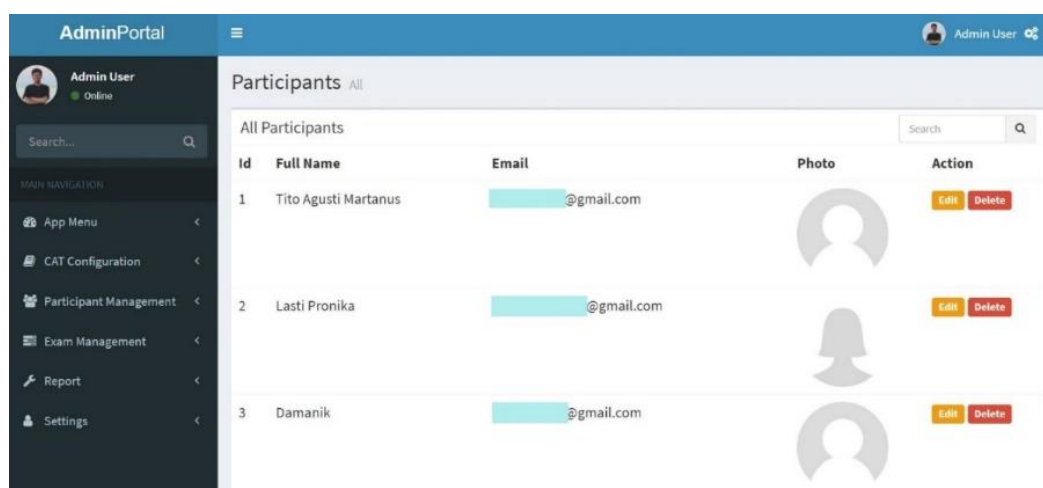 AdminPortal
Admin User
Admin User
Online
Search...
MAIN NAVIGATION
App Menu
CAT Configuration
Participant Management
Exam Management
Report
Settings
Participants All
All Participants
Search
Id Full Name Email Photo Action
1 Tito Agusti Martanus @gmail.com Edit Delete
2 Lasti Pronika @gmail.com Edit Delete
3 Damanik @gmail.com Edit Delete